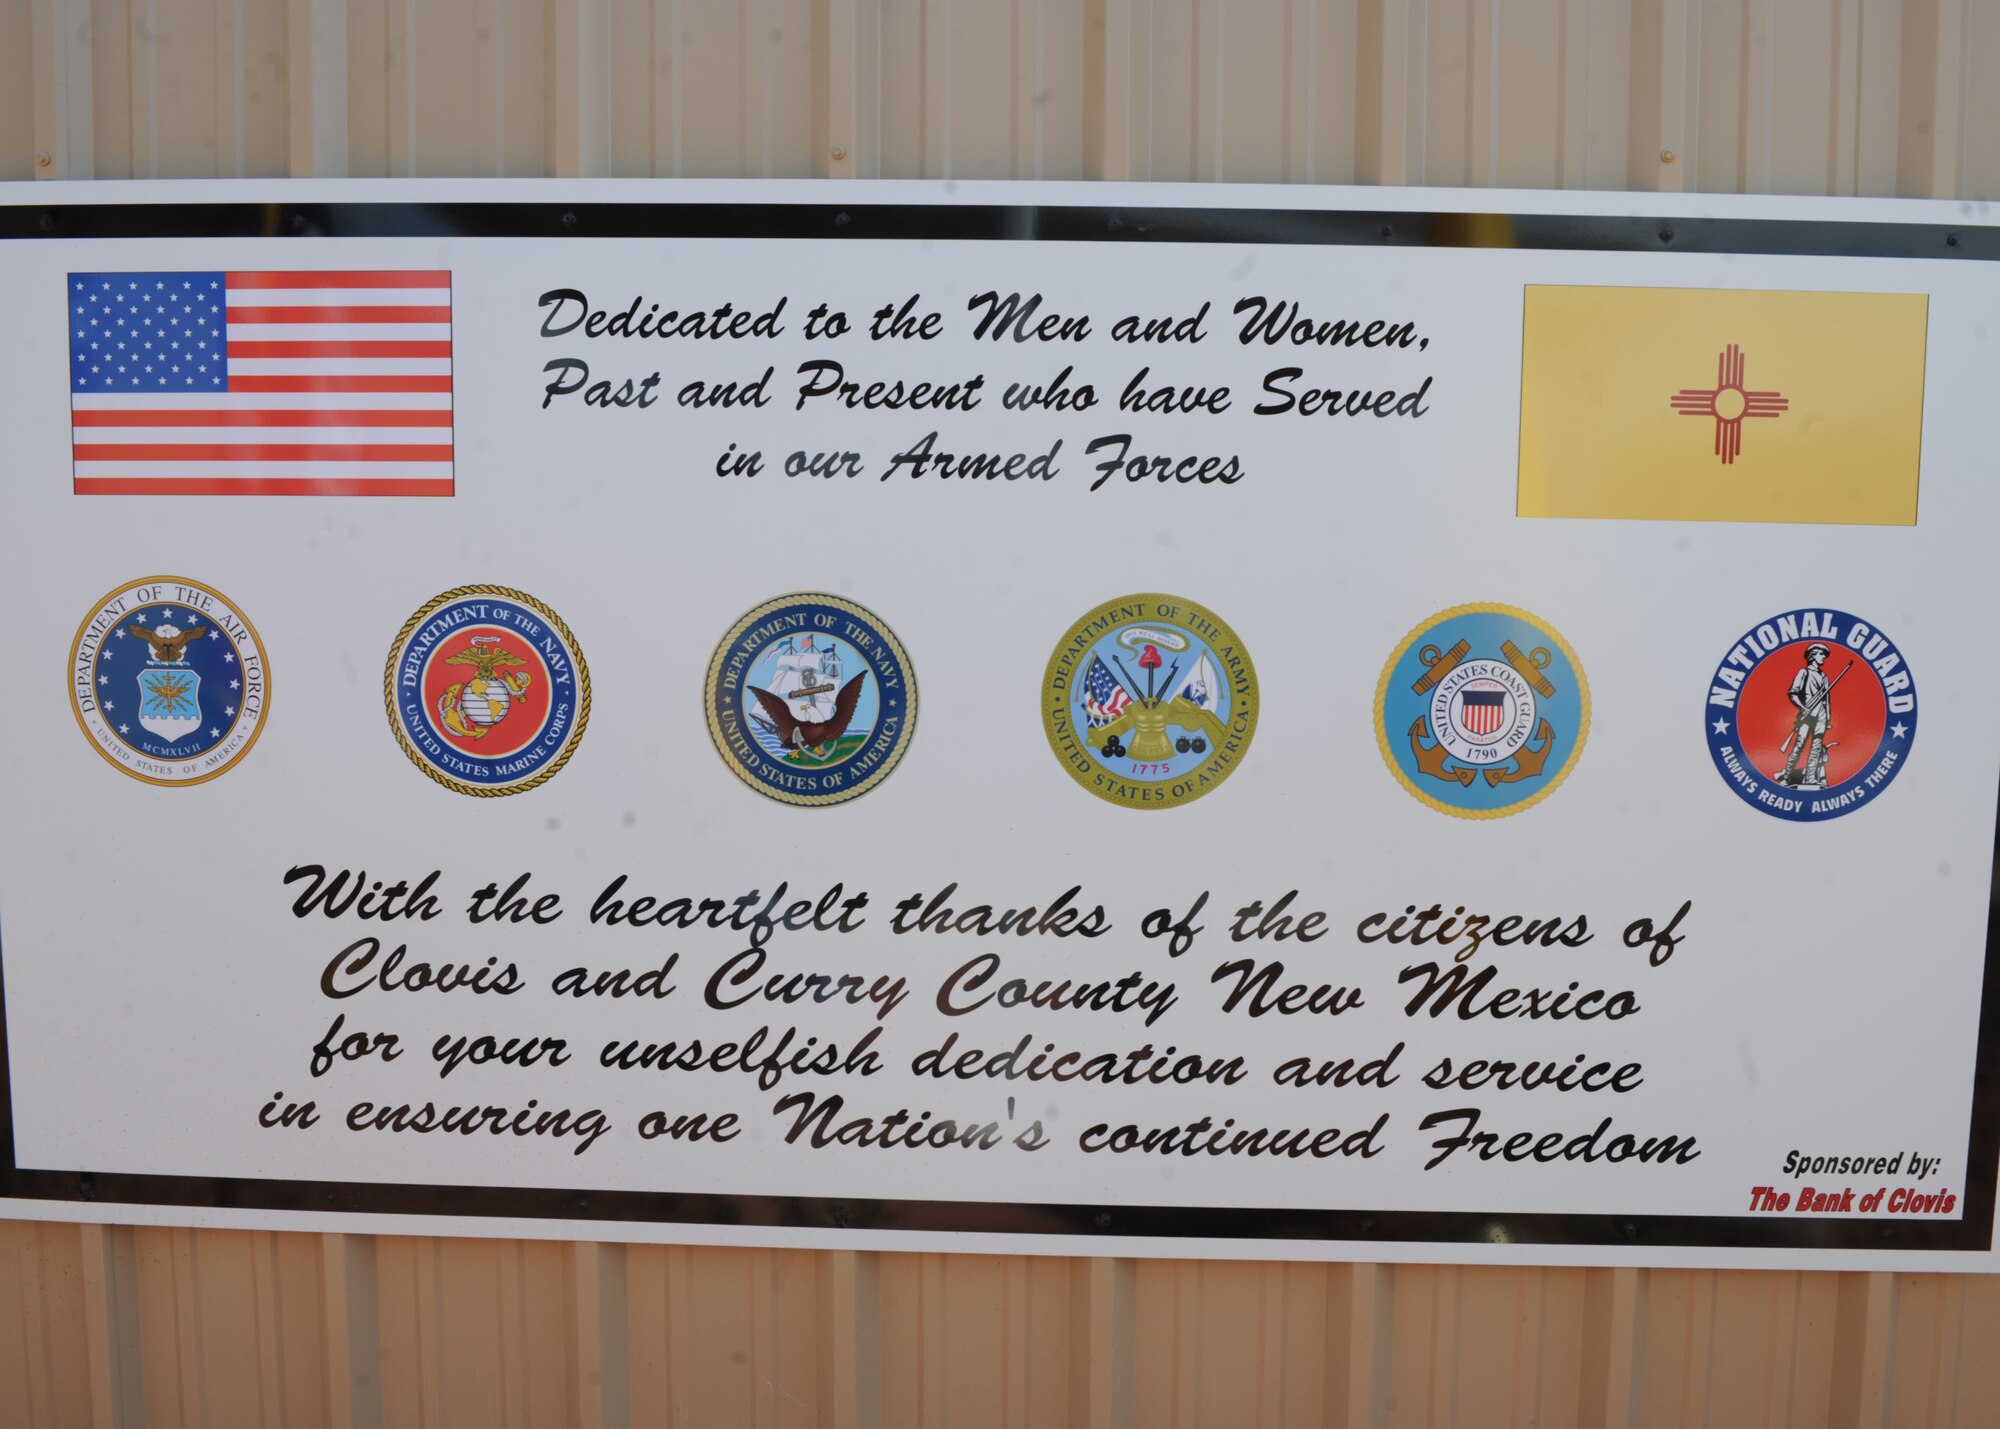 Dedicated to the Men and Women,
Past and Present who have Served
in our Armed Forces
DEPARTMENT OF THE AIR FORCE
MCMXLVII
UNITED STATES OF AMERICA
DEPARTMENT OF THE NAVY
UNITED STATES MARINE CORPS
DEPARTMENT OF THE NAVY
UNITED STATES OF AMERICA
DEPARTMENT OF THE ARMY
1775
UNITED STATES OF AMERICA
UNITED STATES COAST GUARD
SEMPER
PARATUS
1790
NATIONAL GUARD
ALWAYS READY ALWAYS THERE
With the heartfelt thanks of the citizens of
Clovis and Curry County New Mexico
for your unselfish dedication and service
in ensuring one Nation's continued Freedom
Sponsored by:
The Bank of Clovis